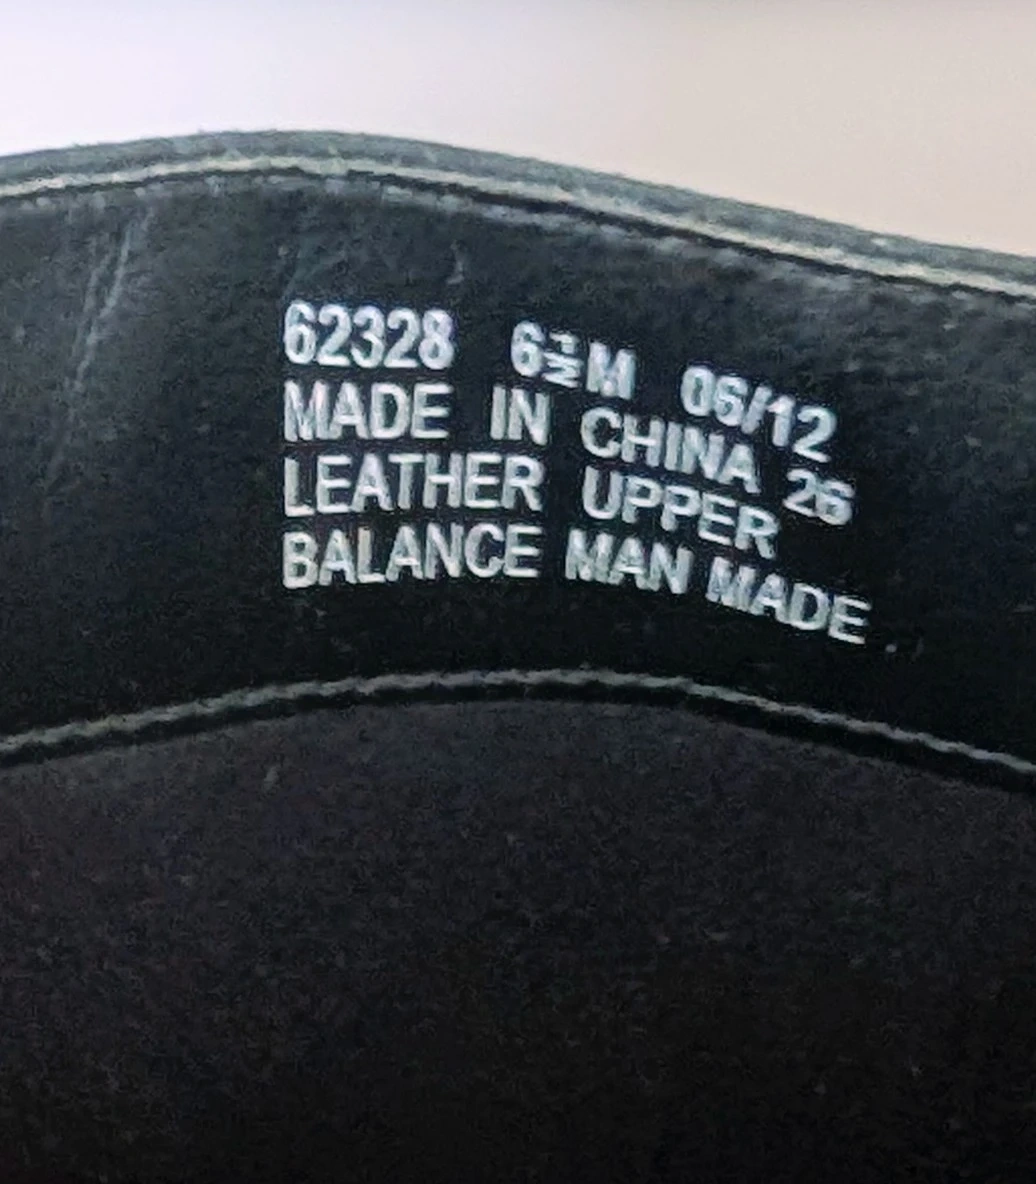 62328 6½M 06/12
MADE IN CHINA 26
LEATHER UPPER
BALANCE MAN MADE